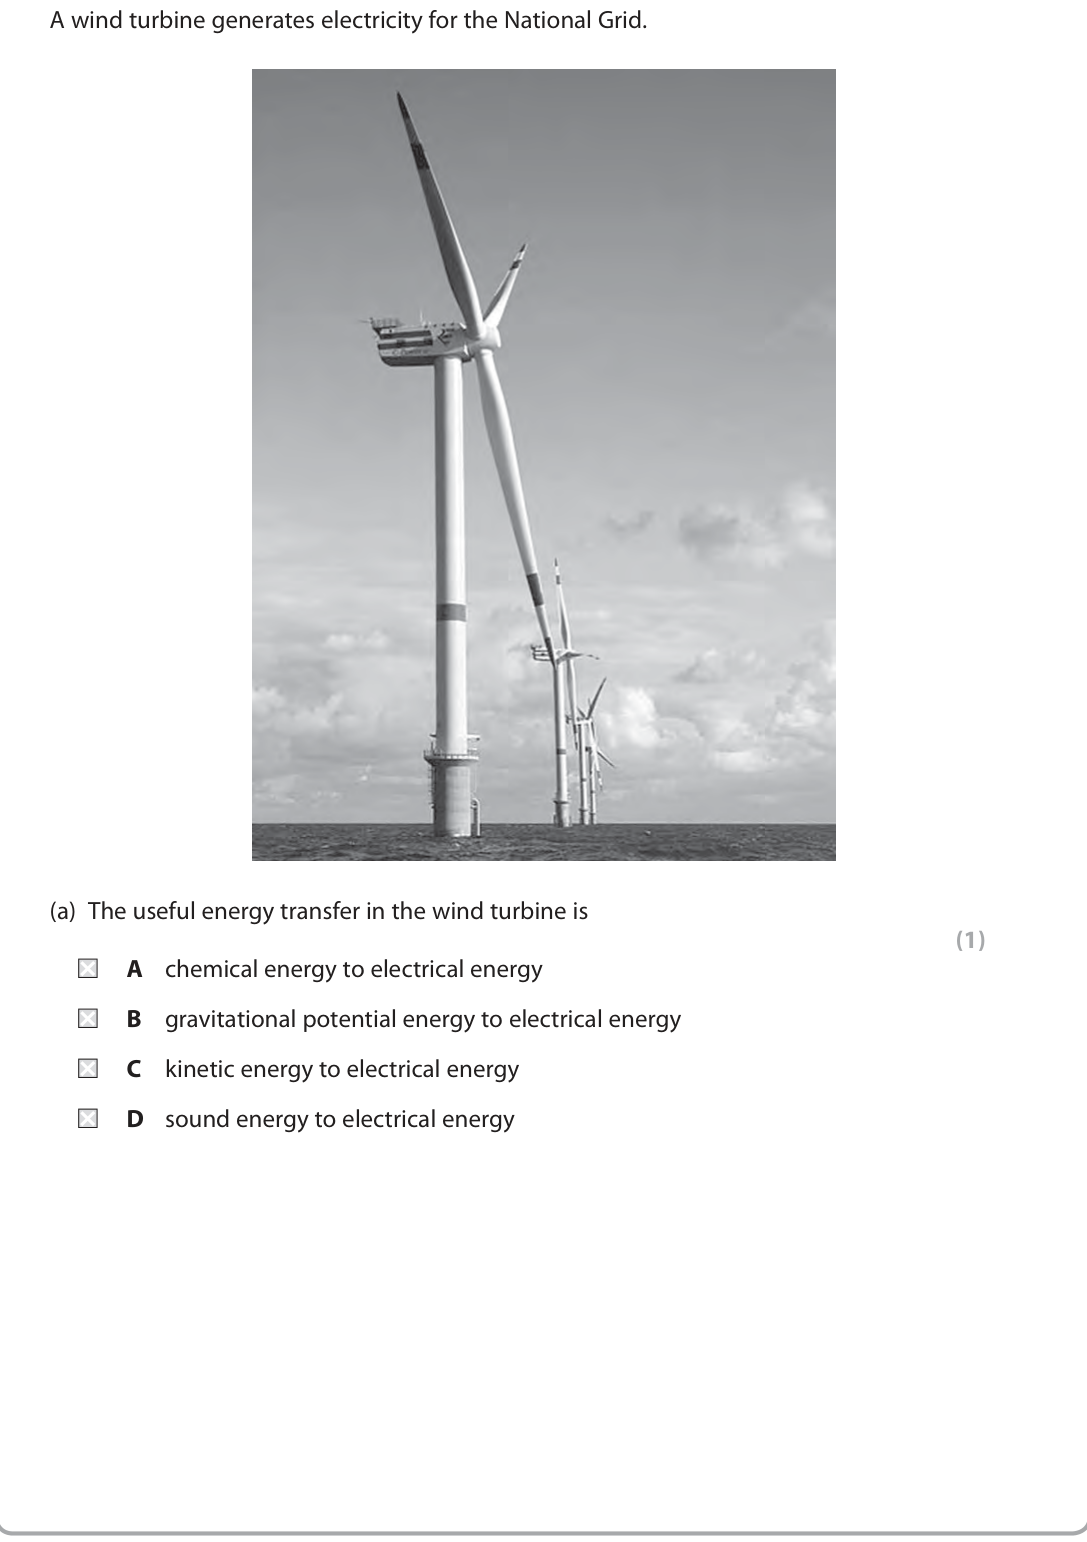 A wind turbine generates electricity for the National Grid.
(a) The useful energy transfer in the wind turbine is
(1)
A chemical energy to electrical energy
B gravitational potential energy to electrical energy
C kinetic energy to electrical energy
D sound energy to electrical energy